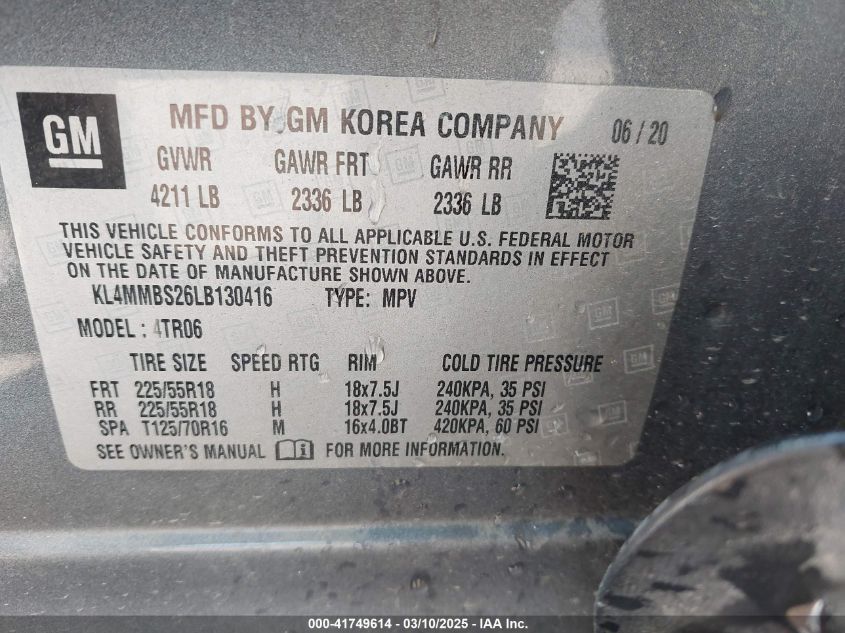 GM
MFD BY GM KOREA COMPANY 06/20
GVWR GAWR FRT GAWR RR
4211 LB 2336 LB 2336 LB
THIS VEHICLE CONFORMS TO ALL APPLICABLE U.S. FEDERAL MOTOR
VEHICLE SAFETY AND THEFT PREVENTION STANDARDS IN EFFECT
ON THE DATE OF MANUFACTURE SHOWN ABOVE.
KL4MMBS26LB130416 TYPE: MPV
MODEL: 4TR06
TIRE SIZE SPEED RTG RIM COLD TIRE PRESSURE
FRT 225/55R18 H 18x7.5J 240KPA, 35 PSI
RR 225/55R18 H 18x7.5J 240KPA, 35 PSI
SPA T125/70R16 M 16x4.0BT 420KPA, 60 PSI
SEE OWNER'S MANUAL FOR MORE INFORMATION.
000-41749614 - 03/10/2025 - IAA, Inc.